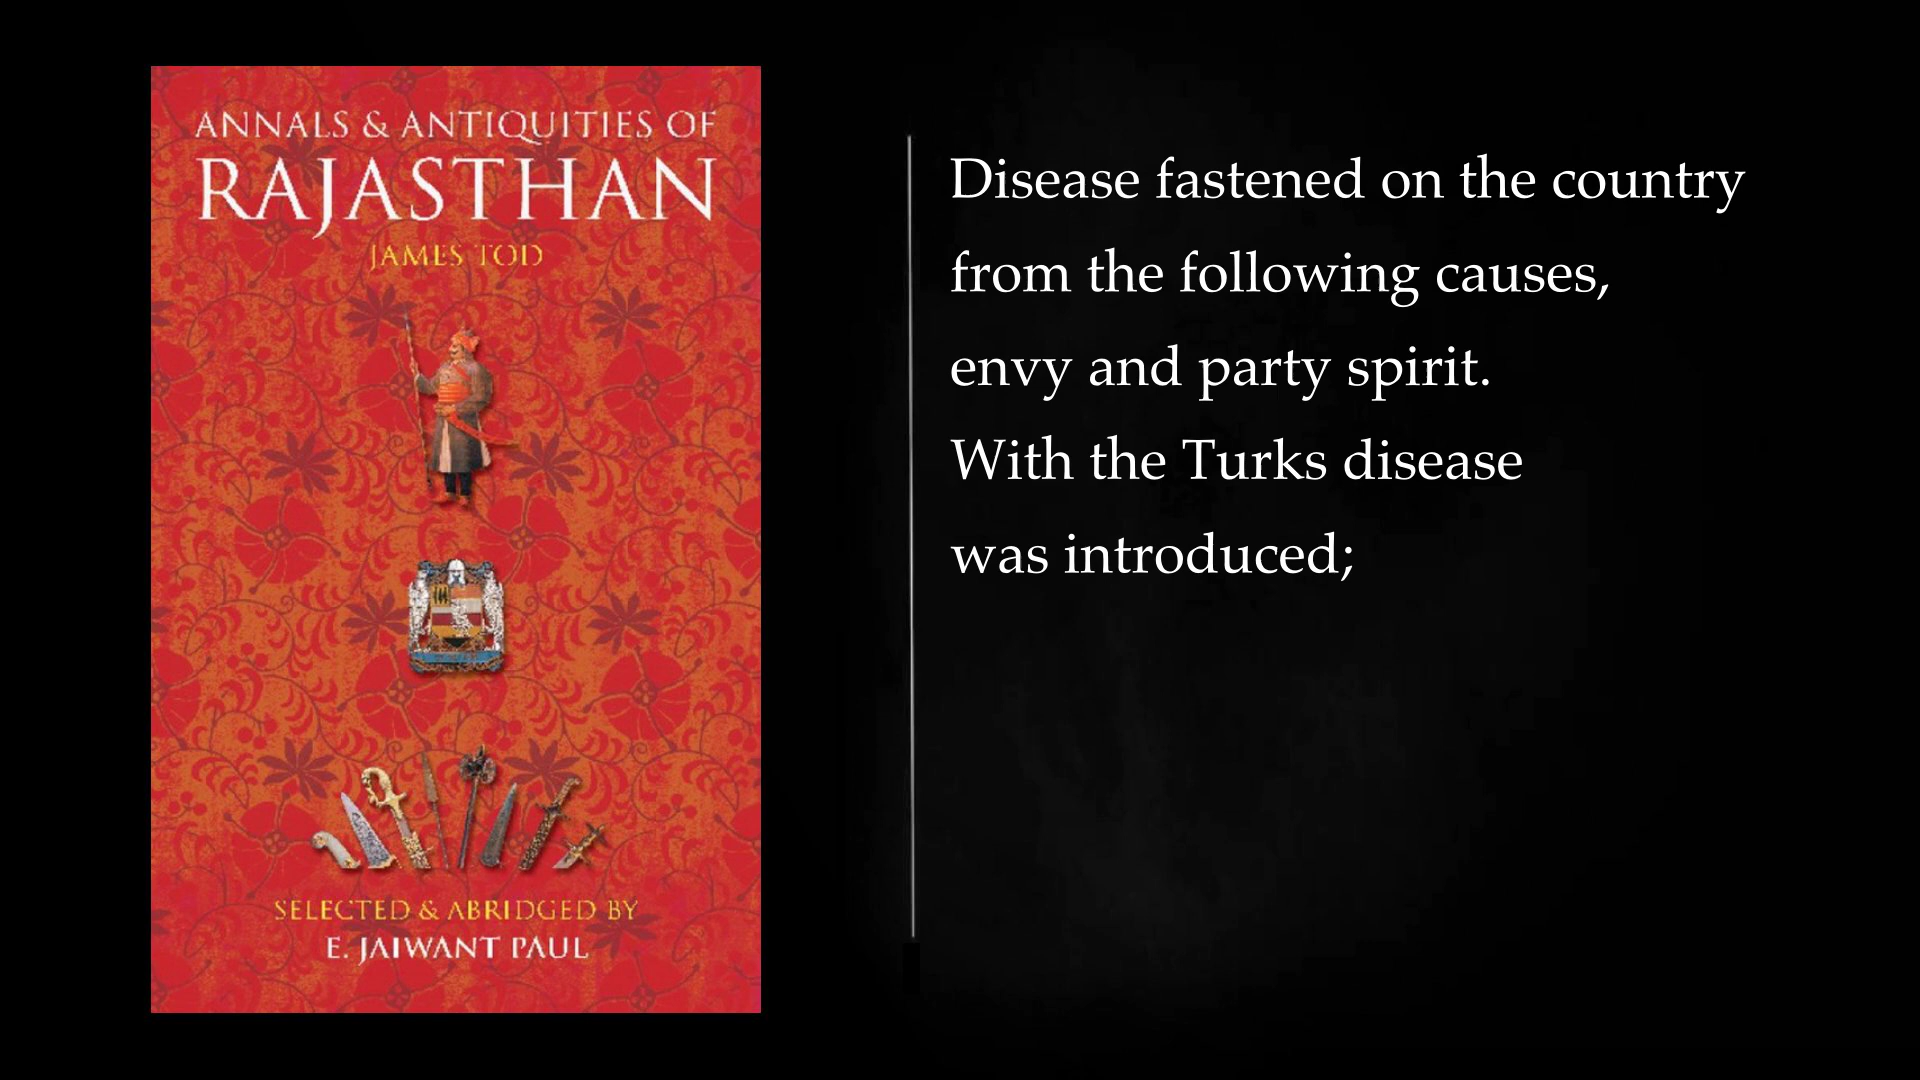 ANNALS & ANTIQUITIES OF
RAJASTHAN
JAMES TOD
SELECTED & ABRIDGED BY
E. JAIWANT PAUL
Disease fastened on the country
from the following causes,
envy and party spirit.
With the Turks disease
was introduced;